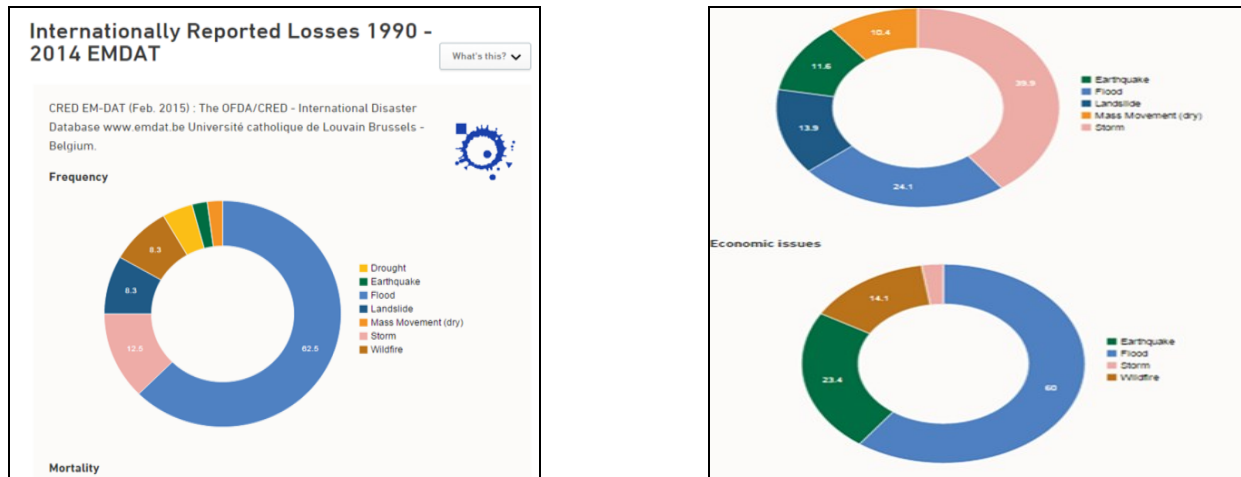 Internationally Reported Losses 1990 -
2014 EMDAT
What's this?
CRED EM-DAT (Feb. 2015) : The OFDA/CRED - International Disaster
Database www.emdat.be Université catholique de Louvain Brussels -
Belgium.
Frequency
8.3
8.3
12.5
62.5
Drought
Earthquake
Flood
Landslide
Mass Movement (dry)
Storm
Wildfire
Mortality
10.4
11.6
39.9
13.9
24.1
Earthquake
Flood
Landslide
Mass Movement (dry)
Storm
Economic issues
14.1
23.4
60
Earthquake
Flood
Storm
Wildfire